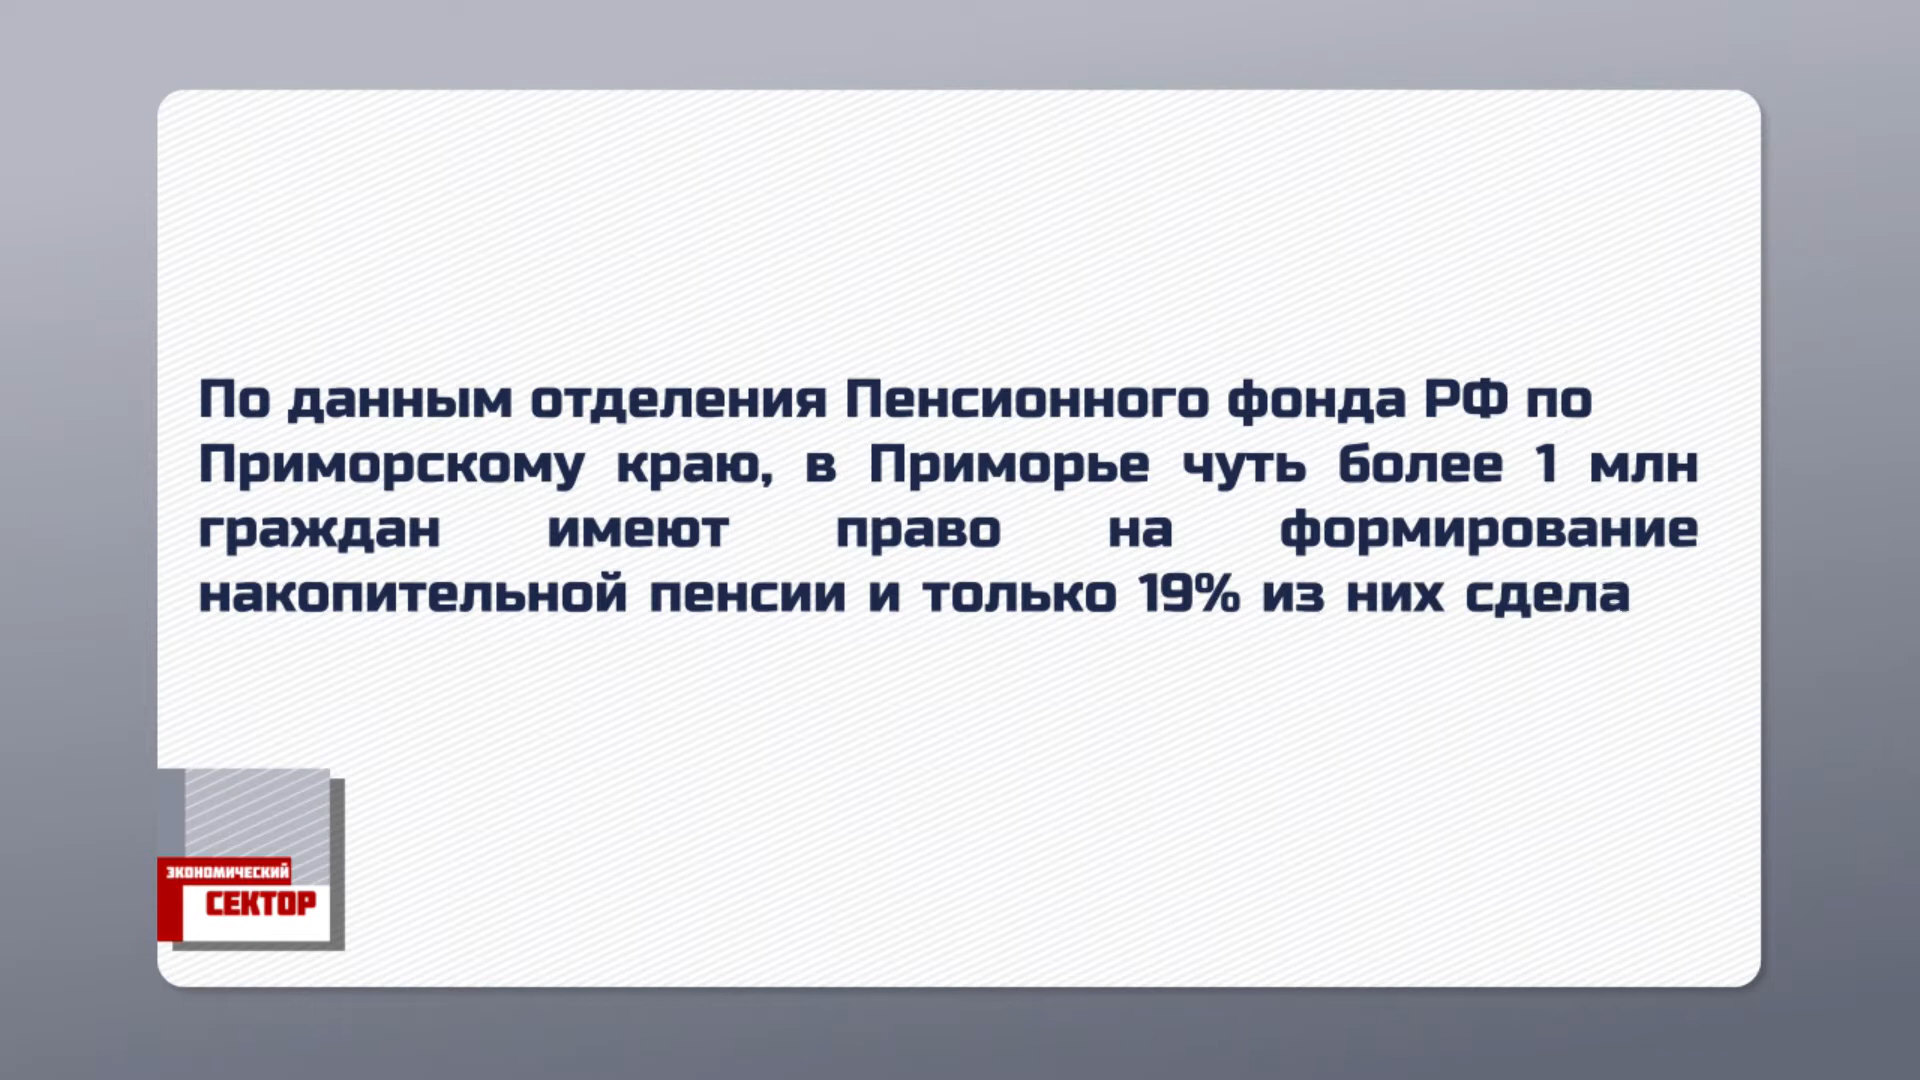 По данным отделения Пенсионного фонда РФ по
Приморскому краю, в Приморье чуть более 1 млн
граждан имеют право на формирование
накопительной пенсии и только 19% из них сдела
ЭКОНОМИЧЕСКИЙ
СЕКТОР